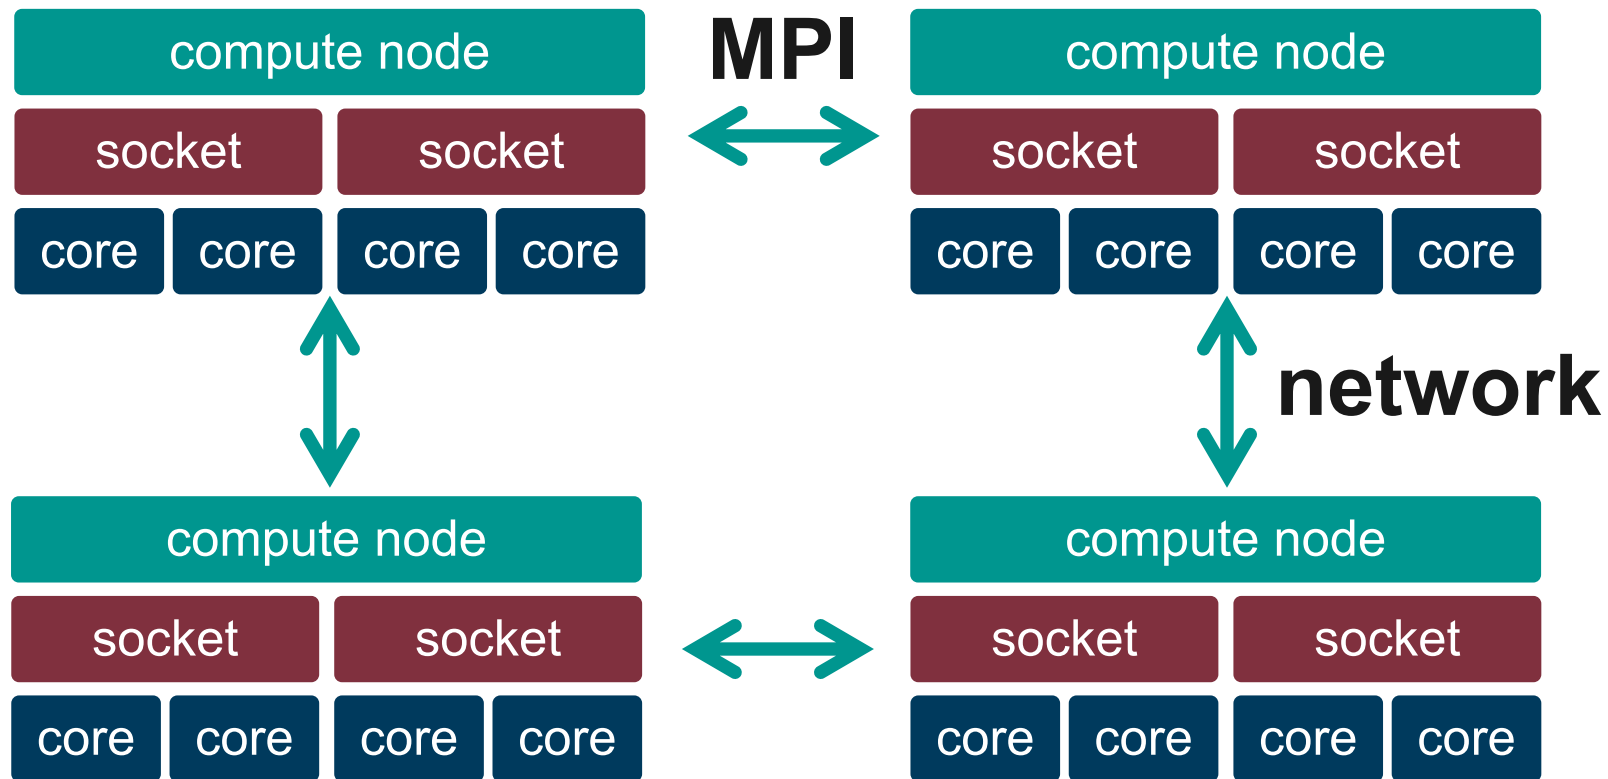 compute node MPI compute node
socket socket socket socket
core core core core core core core core
network
compute node compute node
socket socket socket socket
core core core core core core core core